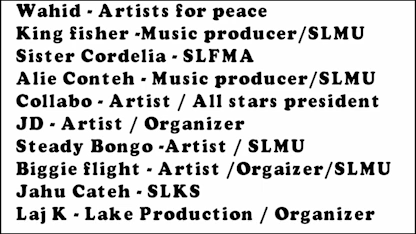 Wahid - Artists for peace
King fisher -Music producer/SLMU
Sister Cordelia - SLFMA
Alie Conteh - Music producer/SLMU
Collabo - Artist / All stars president
JD - Artist / Organizer
Steady Bongo -Artist / SLMU
Biggie flight - Artist /Orgaizer/SLMU
Jahu Cateh - SLKS
Laj K - Lake Production / Organizer